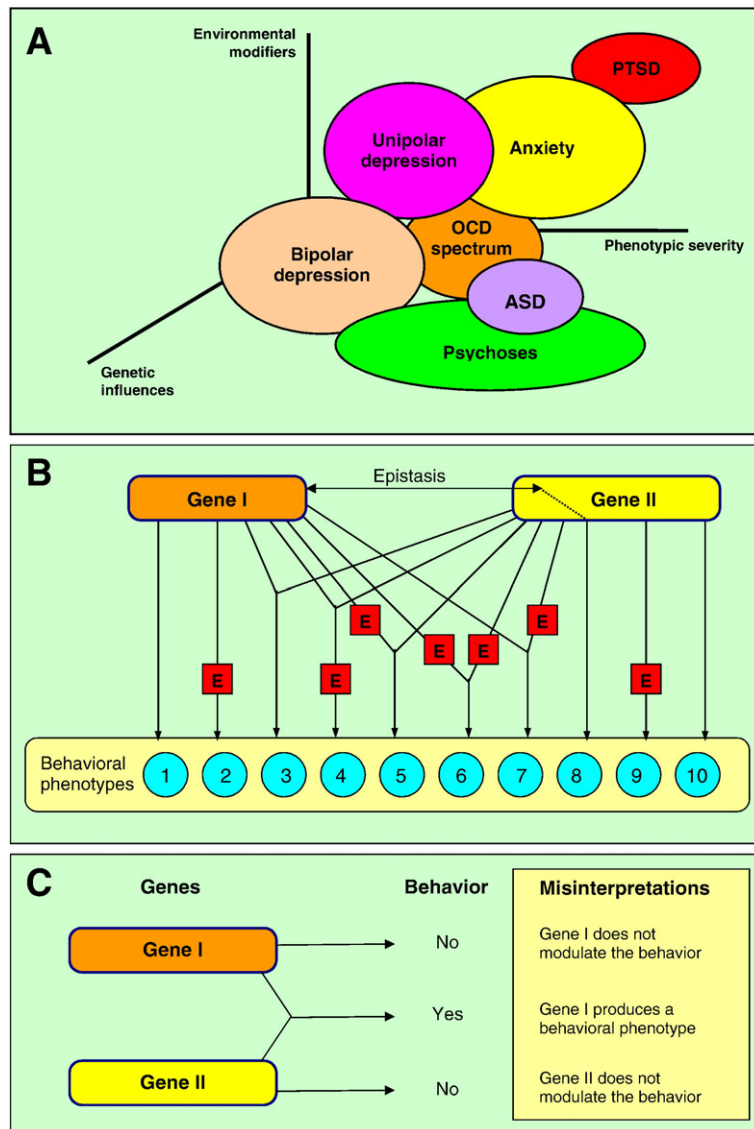 A
Environmental
modifiers
PTSD
Unipolar
depression
Anxiety
OCD
spectrum
Phenotypic severity
Bipolar
depression
ASD
Psychoses
Genetic
influences
B
Epistasis
Gene I
Gene II
E
E
E
E
E
E
E
Behavioral
phenotypes
1 2 3 4 5 6 7 8 9 10
C
Genes
Behavior
Misinterpretations
Gene I
No
Gene I does not
modulate the behavior
Yes
Gene I produces a
behavioral phenotype
Gene II
No
Gene II does not
modulate the behavior